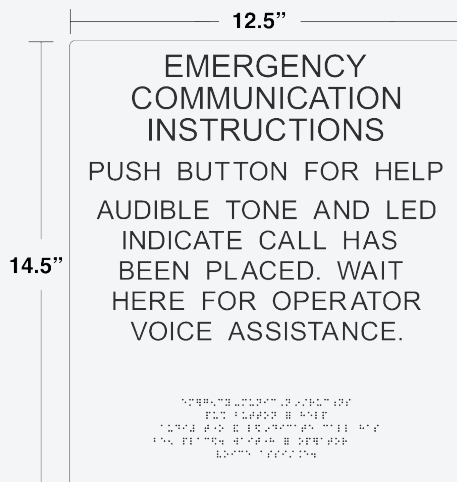 12.5”
EMERGENCY
COMMUNICATION
INSTRUCTIONS
PUSH BUTTON FOR HELP
AUDIBLE TONE AND LED
INDICATE CALL HAS
14.5”
BEEN PLACED. WAIT
HERE FOR OPERATOR
VOICE ASSISTANCE.